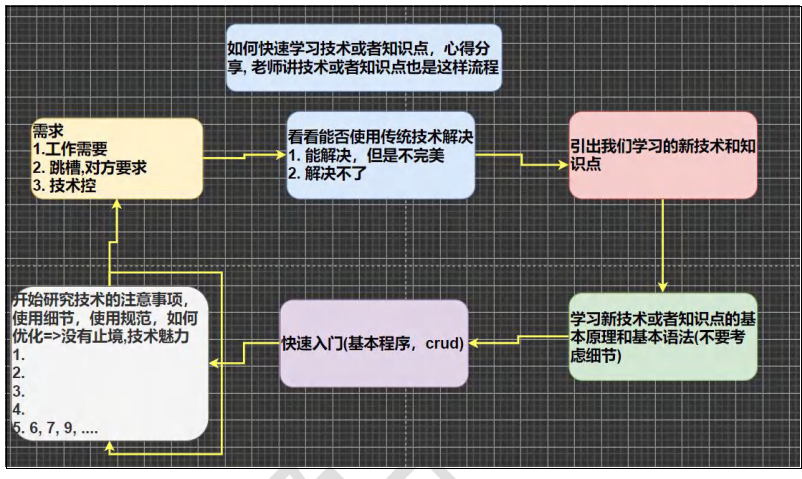 如何快速学习技术或者知识点，心得分
享, 老师讲技术或者知识点也是这样流程
需求
1.工作需要
2. 跳槽,对方要求
3. 技术控
看看能否使用传统技术解决
1. 能解决，但是不完美
2. 解决不了
引出我们学习的新技术和知
识点
学习新技术或者知识点的基
本原理和基本语法(不要考
虑细节)
快速入门(基本程序，crud)
开始研究技术的注意事项，
使用细节，使用规范，如何
优化=>没有止境,技术魅力
1.
2.
3.
4.
5. 6, 7, 9, ....